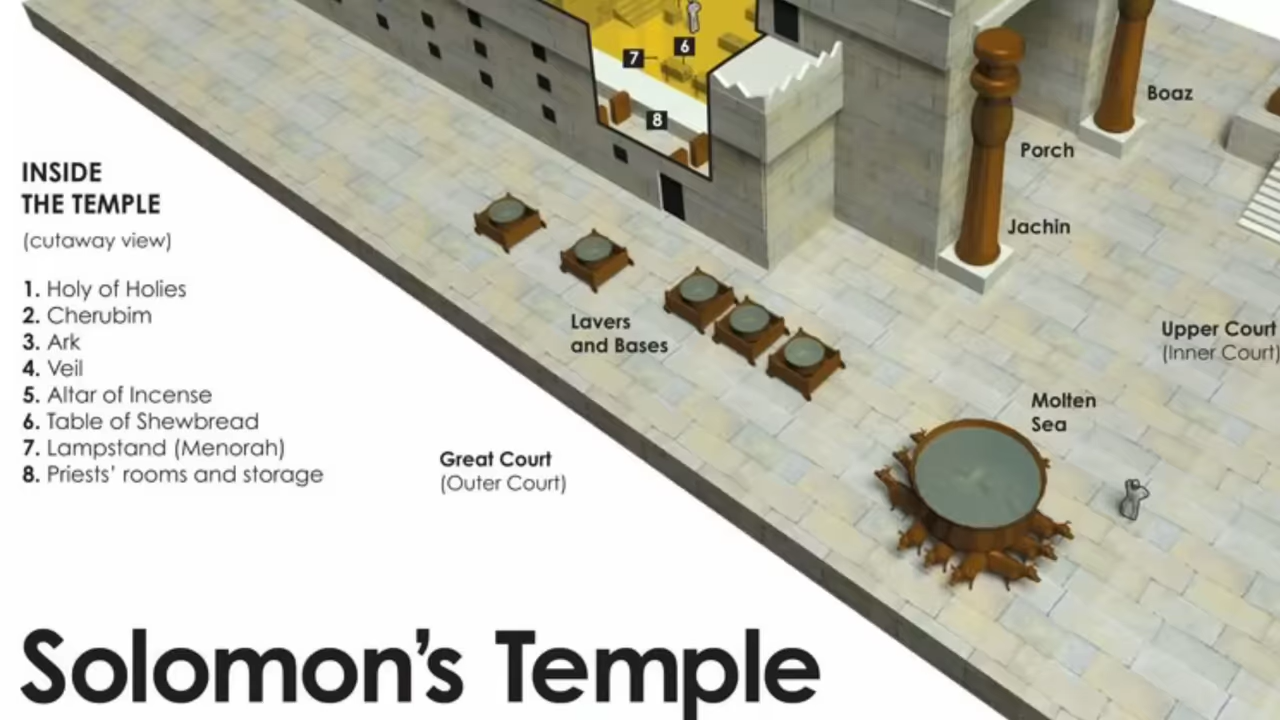 7
6
8
Boaz
Porch
Jachin
INSIDE
THE TEMPLE
(cutaway view)
1. Holy of Holies
2. Cherubim
3. Ark
4. Veil
5. Altar of Incense
6. Table of Shewbread
7. Lampstand (Menorah)
8. Priests' rooms and storage
Lavers
and Bases
Upper Court
(Inner Court)
Molten
Sea
Great Court
(Outer Court)
Solomon's Temple